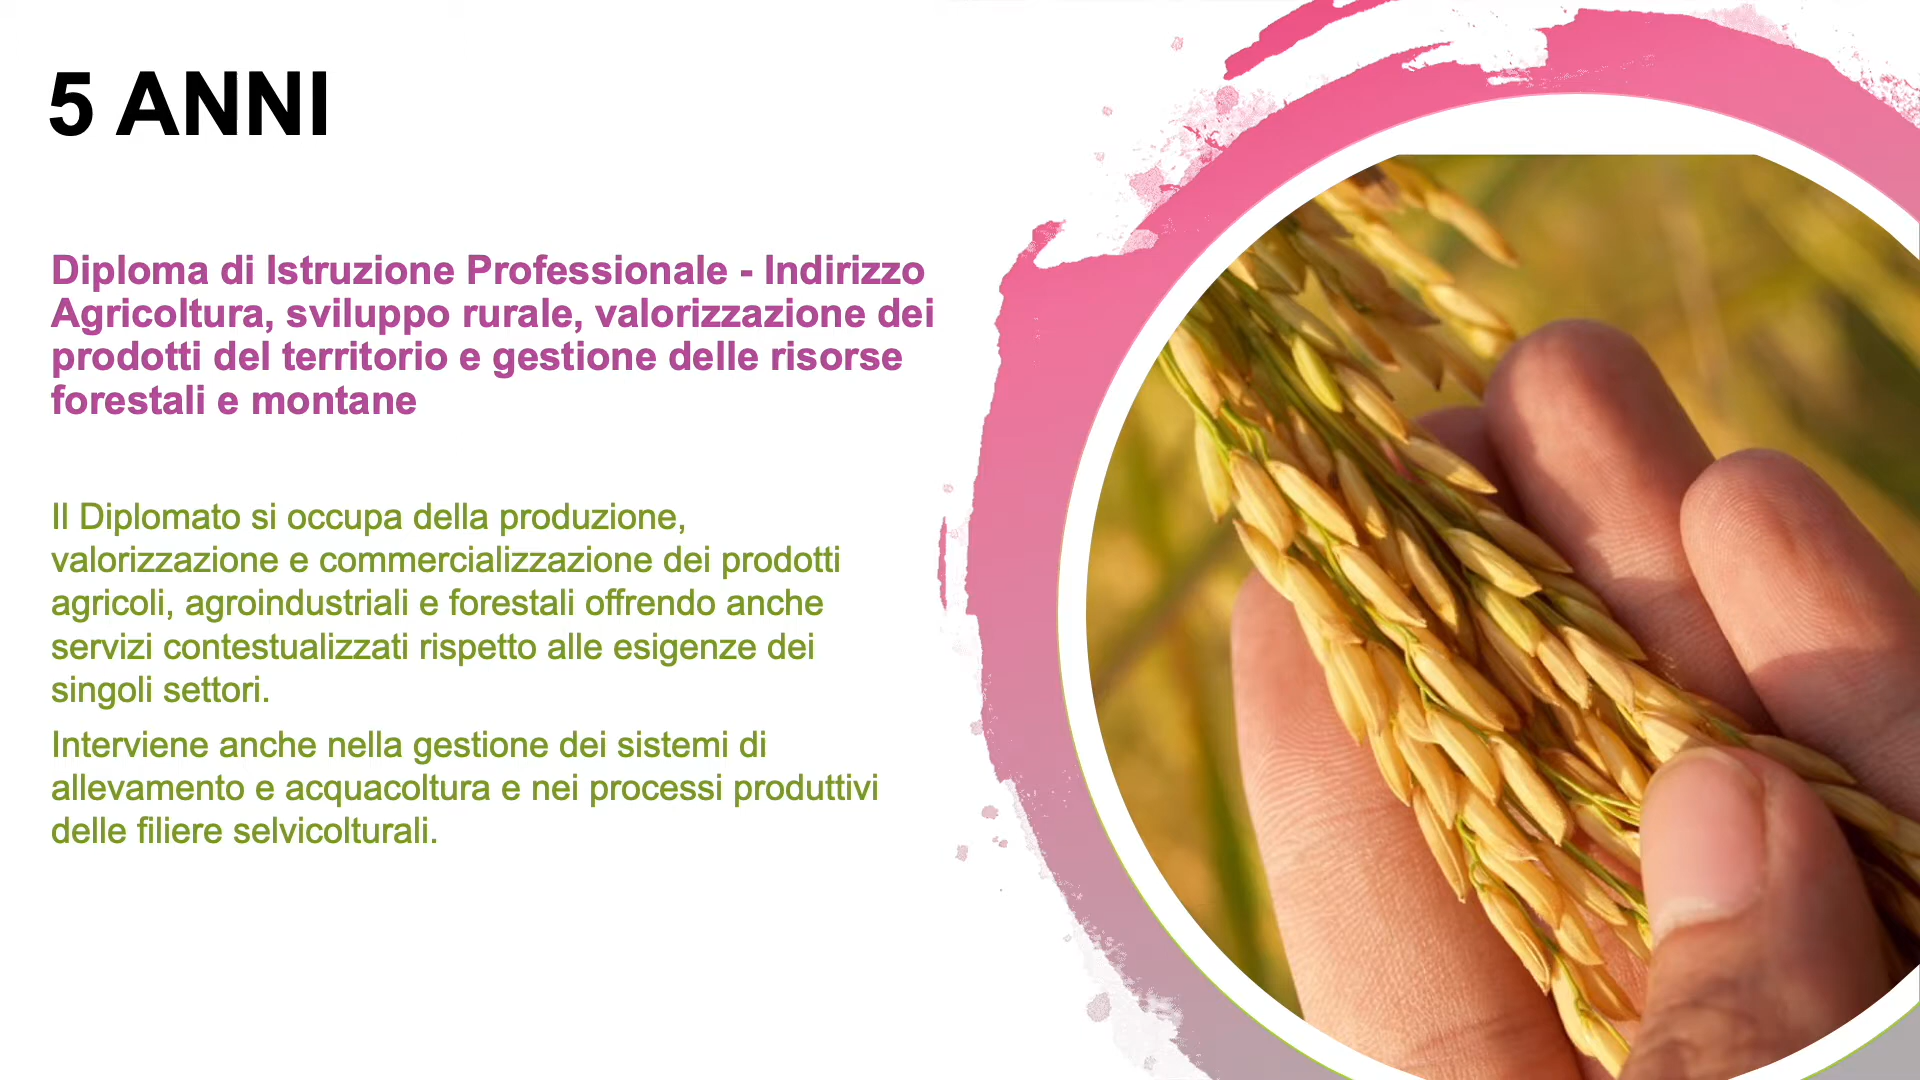 5 ANNI
Diploma di Istruzione Professionale - Indirizzo
Agricoltura, sviluppo rurale, valorizzazione dei
prodotti del territorio e gestione delle risorse
forestali e montane
Il Diplomato si occupa della produzione,
valorizzazione e commercializzazione dei prodotti
agricoli, agroindustriali e forestali offrendo anche
servizi contestualizzati rispetto alle esigenze dei
singoli settori.
Interviene anche nella gestione dei sistemi di
allevamento e acquacoltura e nei processi produttivi
delle filiere selvicolturali.